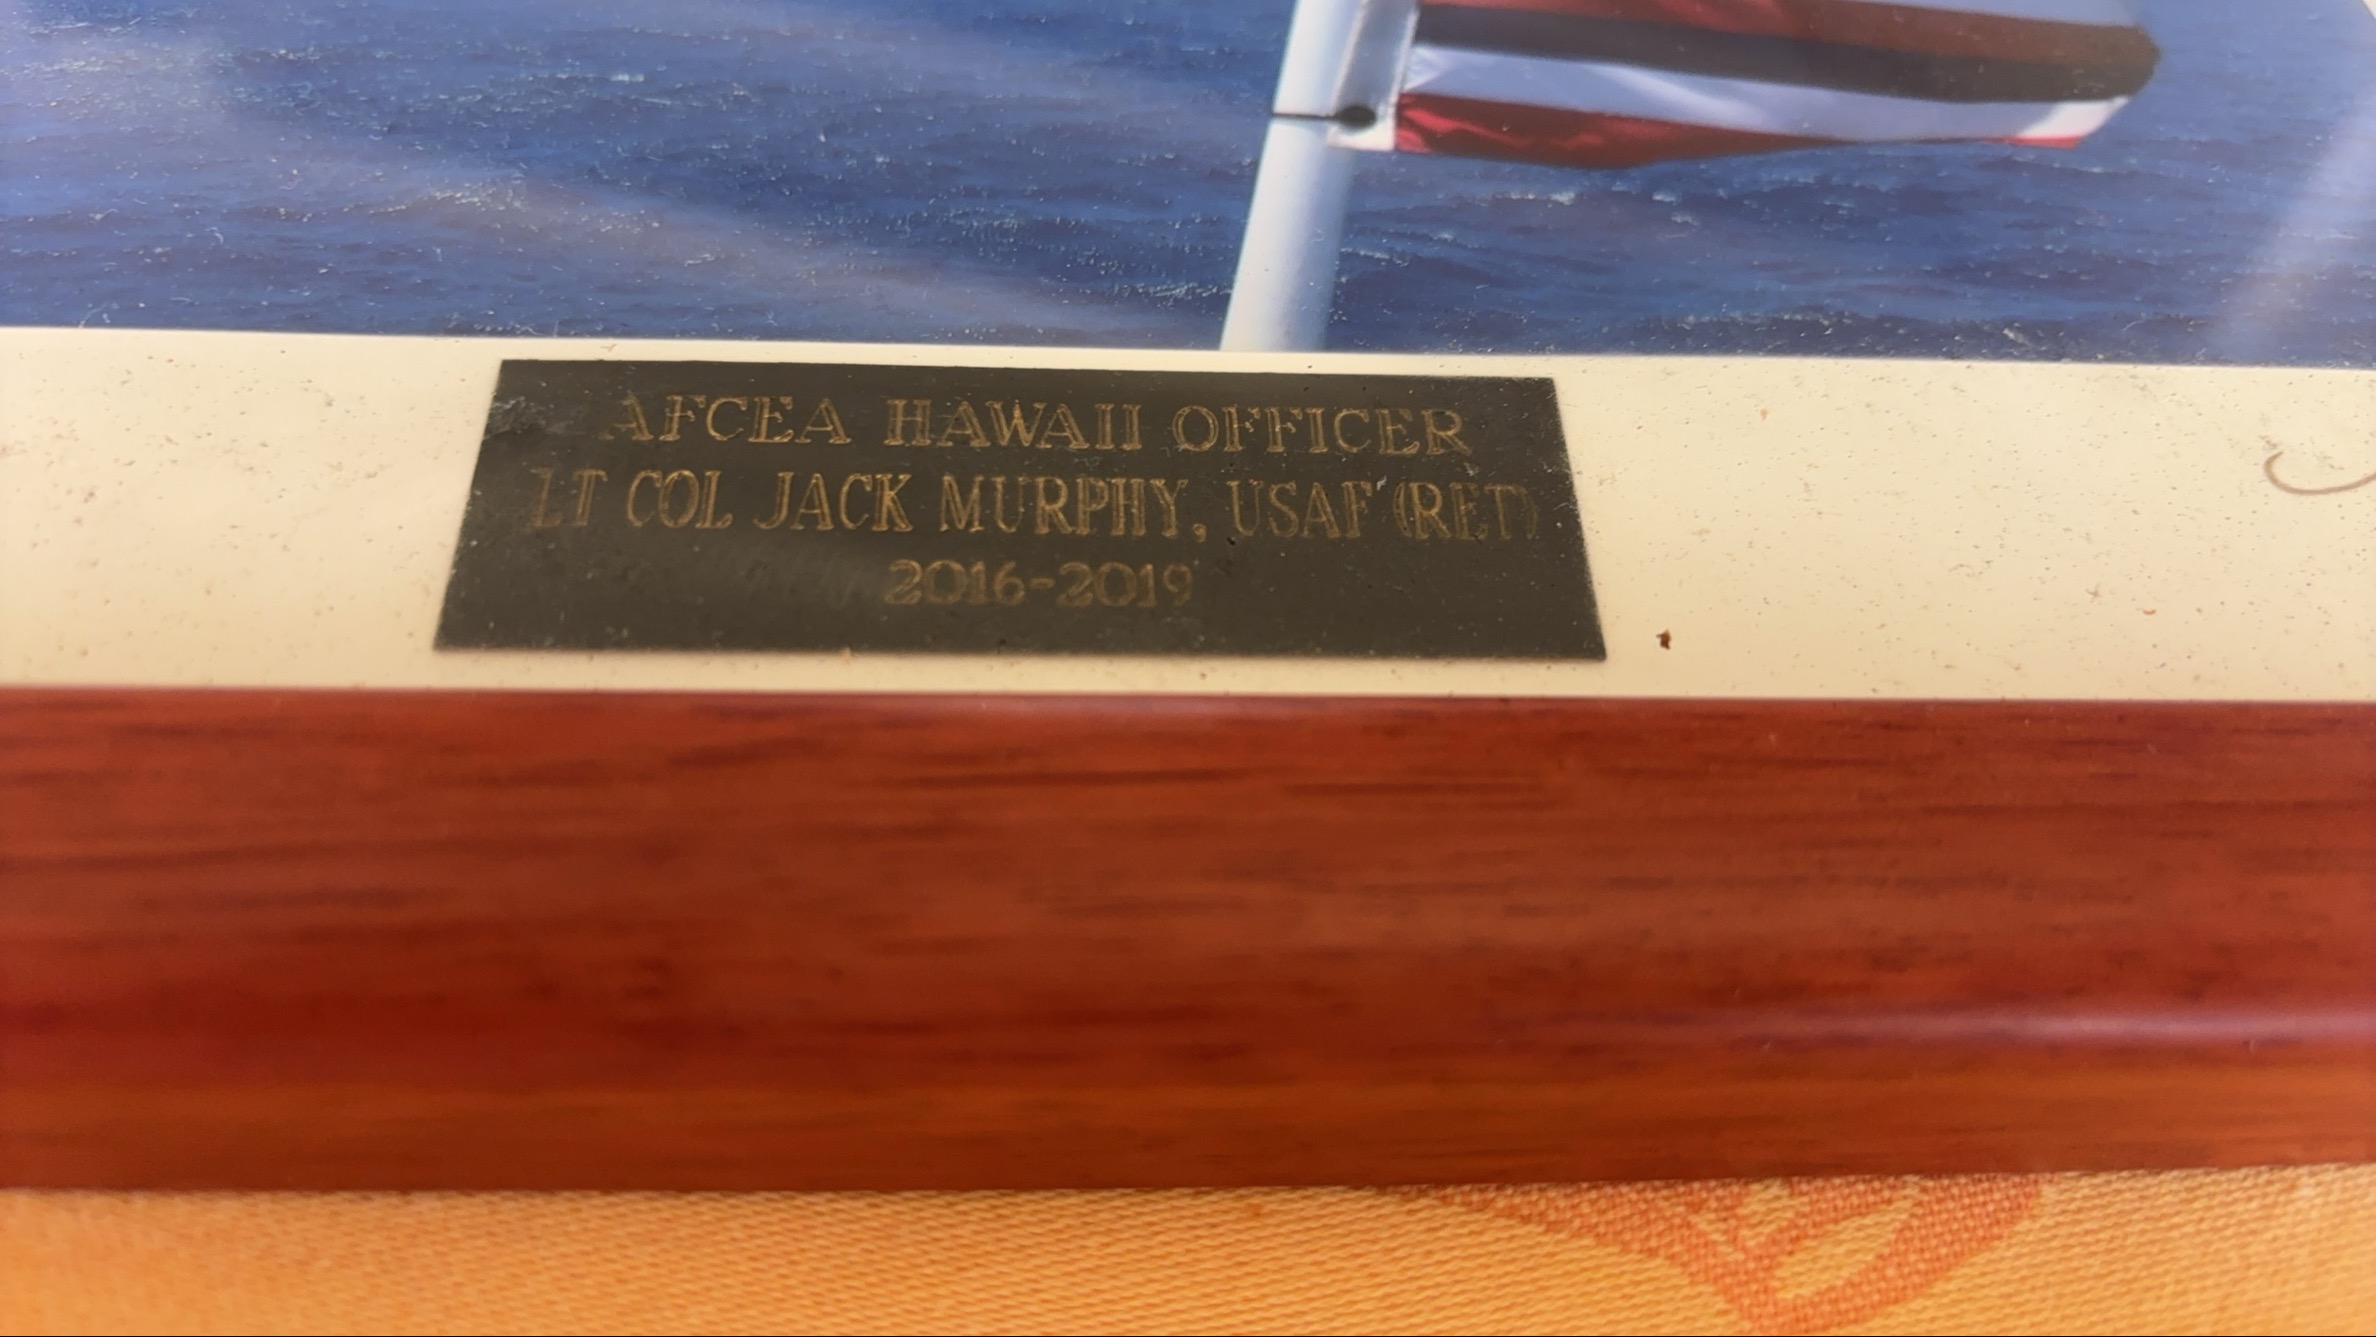 AFCEA HAWAII OFFICER
LT COL JACK MURPHY, USAF (RET)
2016-2019